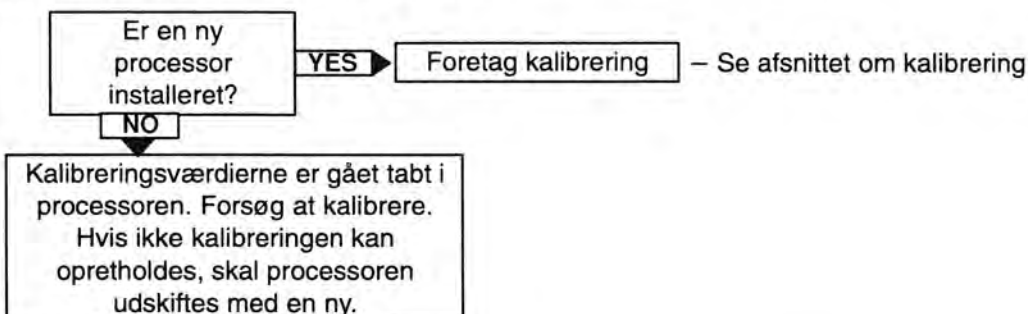 Er en ny
processor
installeret?
YES
Foretag kalibrering
– Se afsnittet om kalibrering
NO
Kalibreringsværdierne er gået tabt i
processoren. Forsøg at kalibrere.
Hvis ikke kalibreringen kan
opretholdes, skal processoren
udskiftes med en ny.